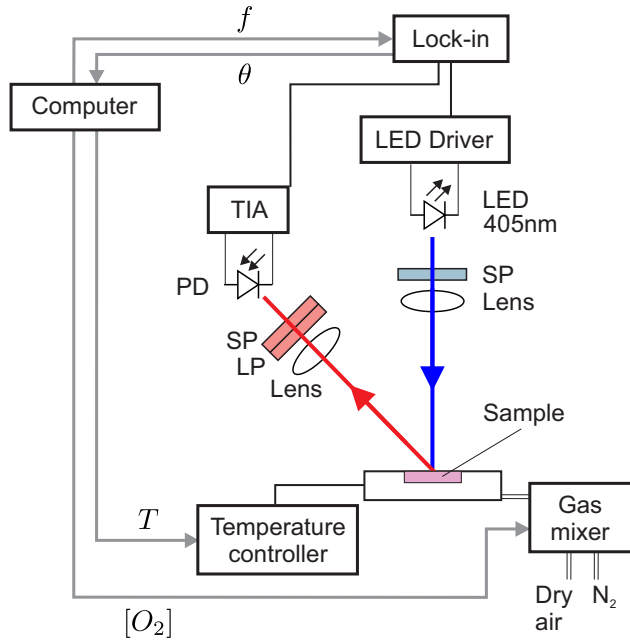 f
Lock-in
θ
Computer
LED Driver
TIA
LED
405nm
PD
SP
Lens
SP
LP
Lens
Sample
T
Temperature
controller
Gas
mixer
[O₂]
Dry
air
N₂